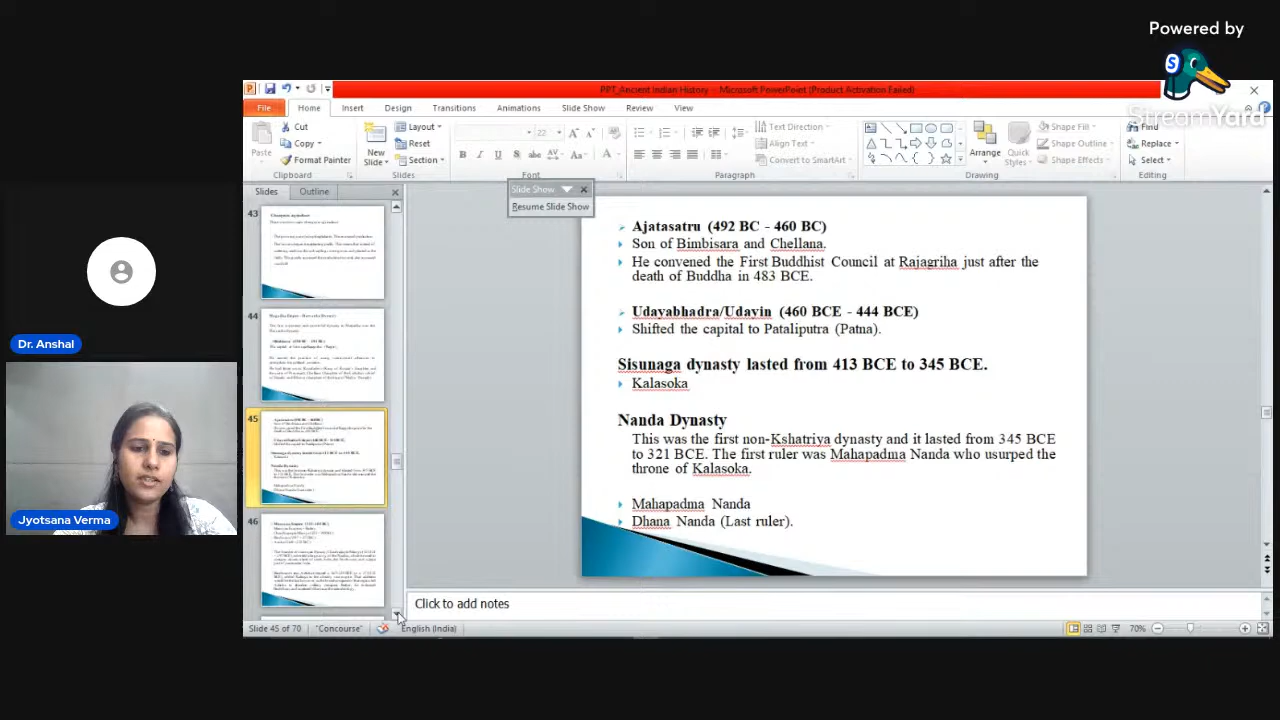 Powered by
StreamYard
PPT_Ancient Indian History - Microsoft PowerPoint (Product Activation Failed)
File Home Insert Design Transitions Animations Slide Show Review View
Cut
Copy
Format Painter
Paste
Clipboard
New Slide
Layout
Reset
Section
Slides
22
Font
Text Direction
Align Text
Convert to SmartArt
Paragraph
Arrange
Quick Styles
Shape Fill
Shape Outline
Shape Effects
Drawing
Find
Replace
Select
Editing
Slides Outline
Slide Show
Resume Slide Show
43
44
45
46
Ajatasatru (492 BC - 460 BC)
Son of Bimbisara and Chellana.
He convened the First Buddhist Council at Rajagriha just after the
death of Buddha in 483 BCE.
Udayabhadra/ Udayin (460 BCE - 444 BCE)
Shifted the capital to Pataliputra (Patna).
dynasty lasted from 413 BCE to 345 BCE.
Kalasoka
Nanda Dynasty
This was the first non- Kshatriya dynasty and it lasted from 345 BCE
to 321 BCE. The first ruler was Mahapadma Nanda who usurped the
throne of Kalasoka.
Mahapadma Nanda
Nanda
Click to add notes
Slide 45 of 70 "Concourse" English (India) 70%
Dr. Anshal
Jyotsana Verma